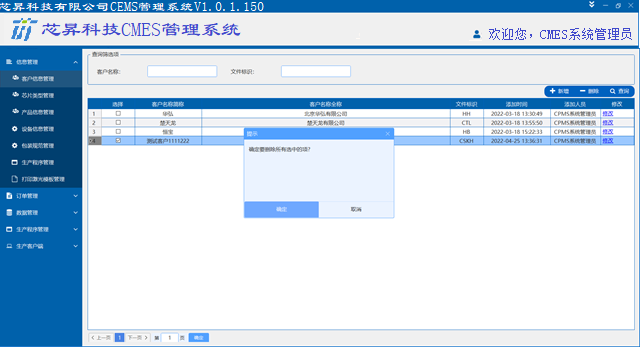 芯昇科技有限公司CEMS管理系统V1.0.1.150
芯昇科技CMES管理系统
欢迎您，CMES系统管理员
信息管理
客户信息管理
芯片类型管理
产品信息管理
设备信息管理
包装规范管理
生产程序管理
打印激光模板管理
订单管理
数据管理
生产程序管理
生产客户端
查询筛选项
客户名称：
文件标识：
新增 删除 查询
选择 客户名称简称 客户名称全称 文件标识 添加时间 添加人员 修改
1 华弘 北京华弘有限公司 HH 2022-03-18 13:30:49 CPMS系统管理员 修改
2 楚天龙 楚天龙有限公司 CTL 2022-03-18 13:55:50 CPMS系统管理员 修改
3 恒宝 HB 2022-03-18 15:22:33 CPMS系统管理员 修改
4 测试客户1111222 CSKH 2022-04-25 13:36:31 CPMS系统管理员 修改
提示
确定要删除所有选中的项？
确定 取消
上一页 1 下一页 第 1 页 确定